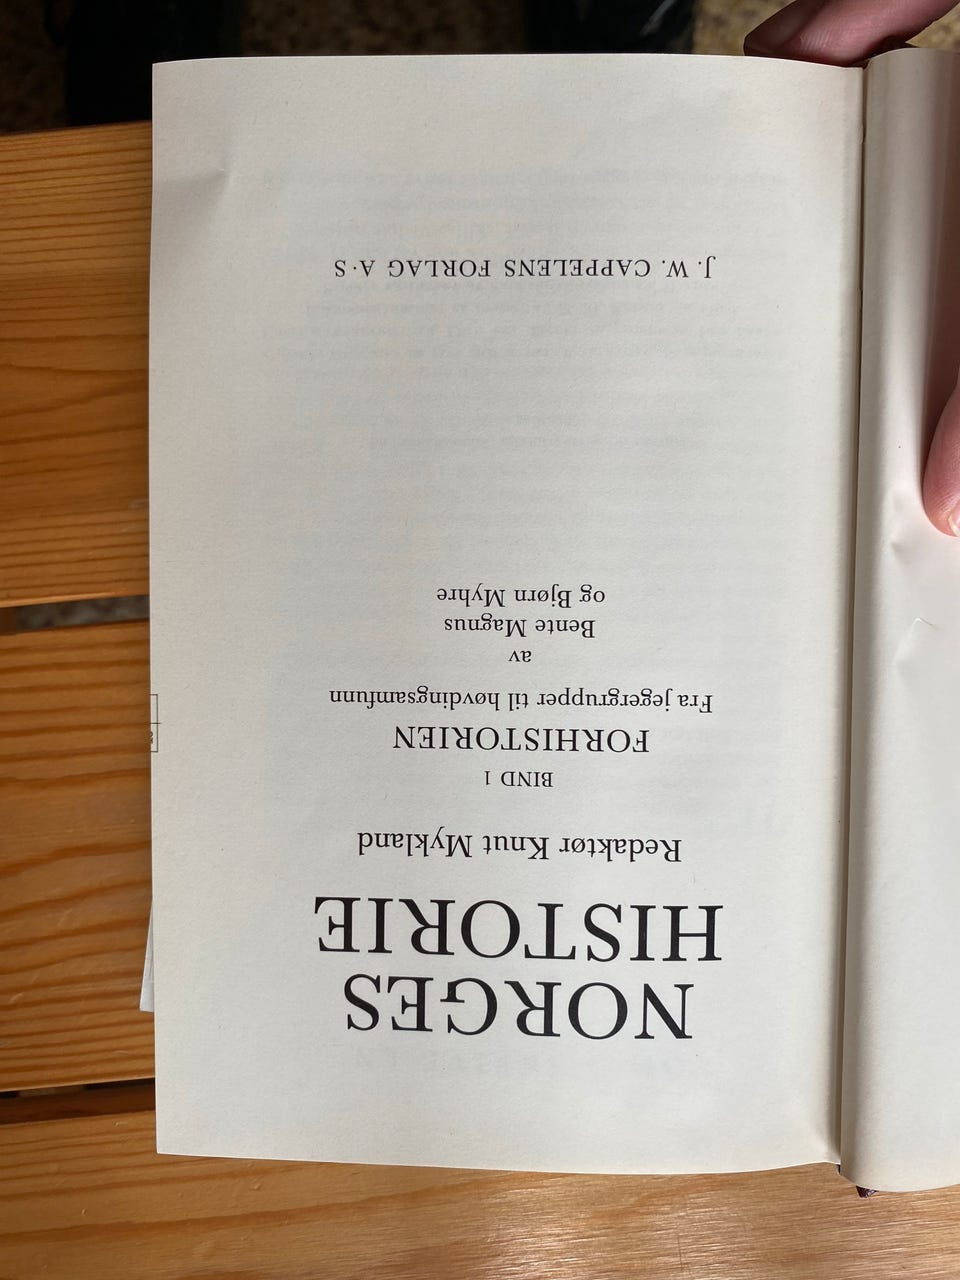 NORGES
HISTORIE
Redaktør Knut Mykland
BIND 1
FORHISTORIEN
Fra jegergrupper til høvdingsamfunn
av
Bente Magnus
og Bjørn Myhre
J. W. CAPPELENS FORLAG A·S